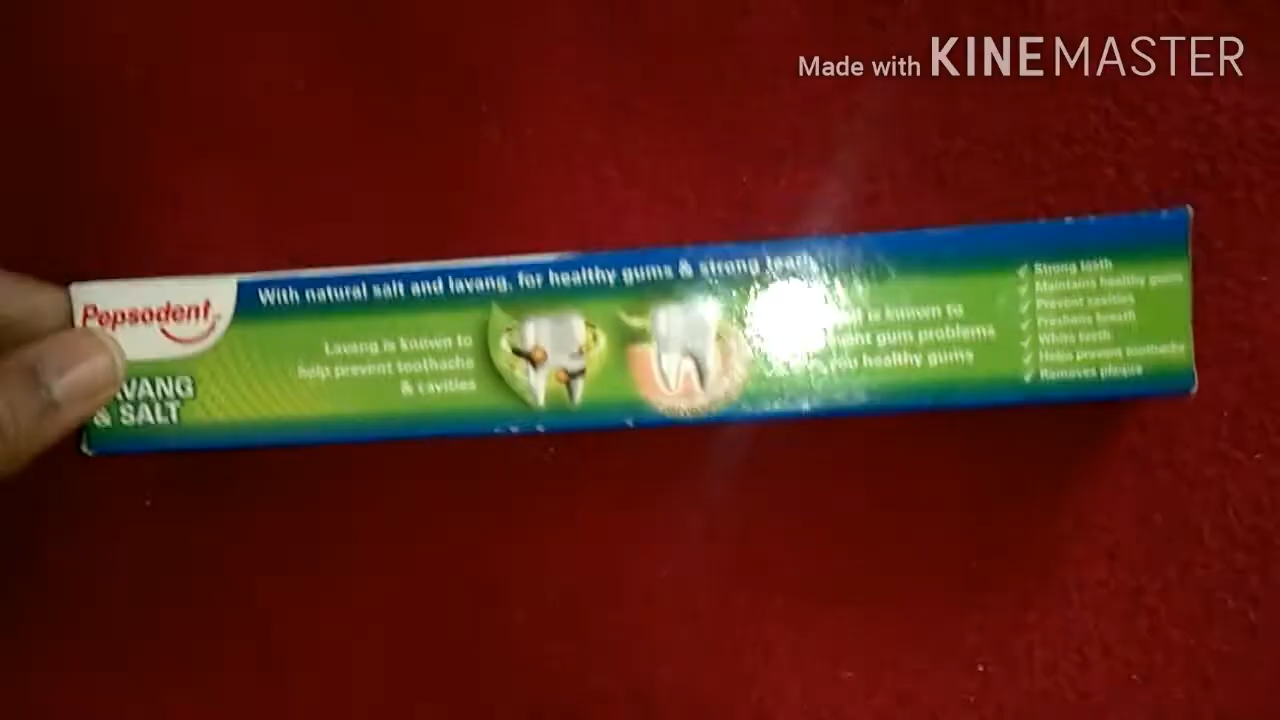 Made with KINEMASTER
Pepsodent
With natural salt and lavang, for healthy gums & strong teeth
VANG
& SALT
Lavang is known to
help prevent toothache
& cavities
is known to
gum problems
healthy gums
Strong teeth
Maintains healthy gums
Prevent cavities
Freshens breath
White teeth
Helps prevent toothache
Removes plaque